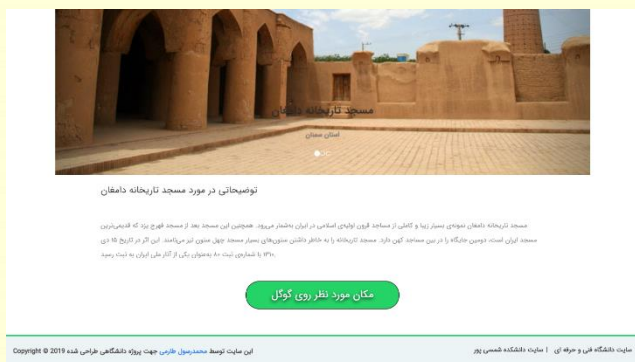 مسجد تاریخانه دامغان
استان سمنان
توضیحاتی در مورد مسجد تاریخانه دامغان
مسجد تاریخانه دامغان نمونه‌ی بسیار زیبا و کاملی از مساجد قرون اولیه‌ی اسلامی در ایران به‌شمار می‌رود. همچنین این مسجد بعد از مسجد فهرج یزد که قدیمی‌ترین
مسجد ایران است، دومین جایگاه را در بین مساجد کهن دارد. مسجد تاریخانه را به خاطر داشتن ستون‌های بسیار مسجد چهل ستون نیز می‌نامند. این اثر در تاریخ ۱۵ دی
۱۳۱۰ با شماره‌ی ثبت ۸۰ به‌عنوان یکی از آثار ملی ایران به ثبت رسید.
مکان مورد نظر روی گوگل
سایت دانشگاه فنی و حرفه ای | سایت دانشکده شمسی پور
این سایت توسط محمدرسول طارمی جهت پروژه دانشگاهی طراحی شده Copyright © 2019